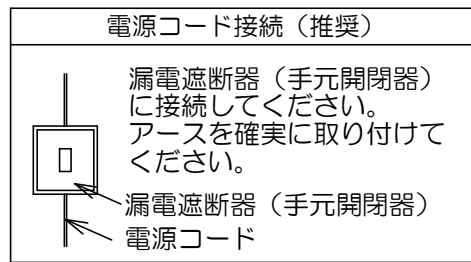 電源コード接続（推奨）
漏電遮断器（手元開閉器）
に接続してください。
アースを確実に取り付けて
ください。
漏電遮断器（手元開閉器）
電源コード